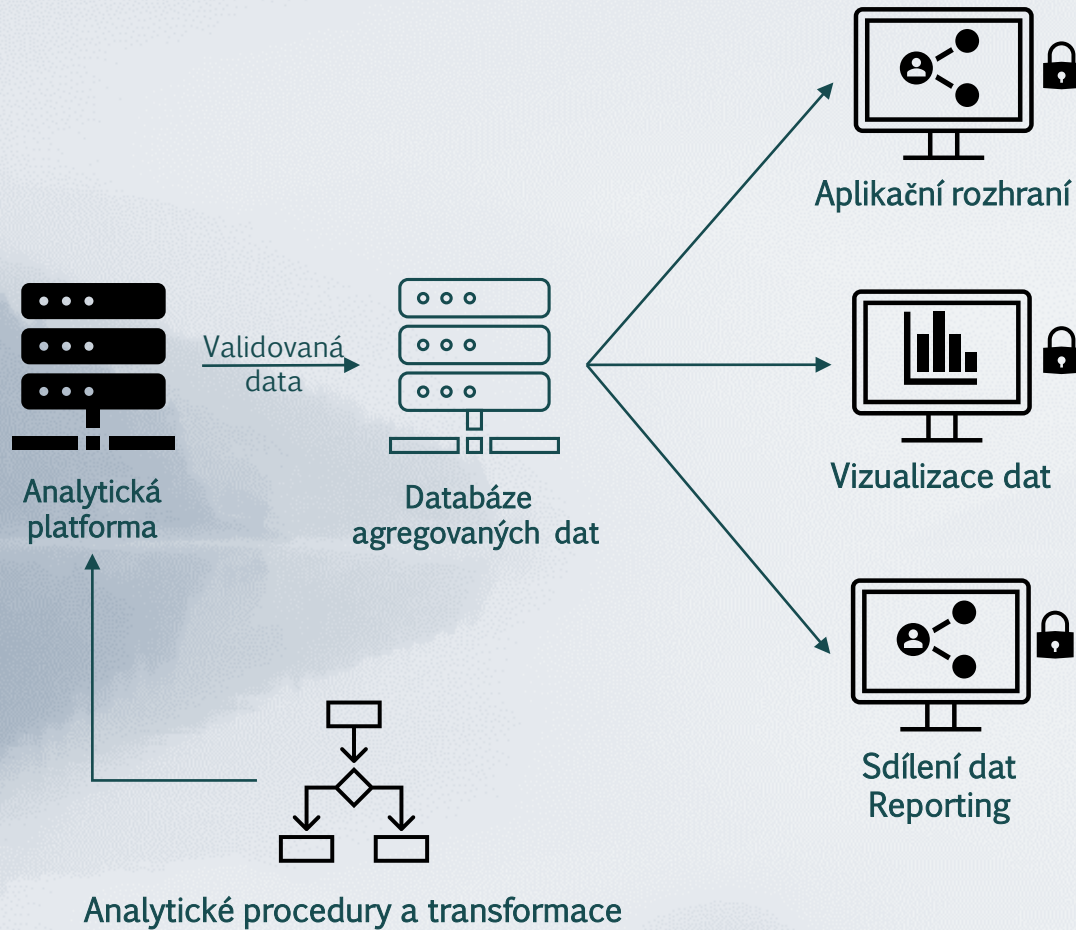 Aplikační rozhraní
Validovaná
data
Analytická
platforma
Databáze
agregovaných dat
Vizualizace dat
Sdílení dat
Reporting
Analytické procedury a transformace